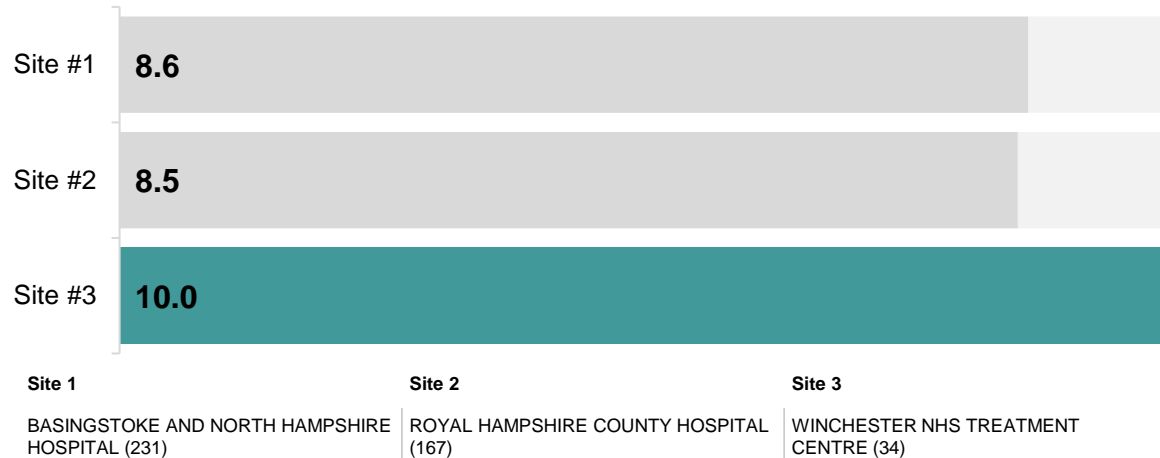 Site #1 8.6
Site #2 8.5
Site #3 10.0
Site 1 Site 2 Site 3
BASINGSTOKE AND NORTH HAMPSHIRE
HOSPITAL (231)
ROYAL HAMPSHIRE COUNTY HOSPITAL
(167)
WINCHESTER NHS TREATMENT
CENTRE (34)